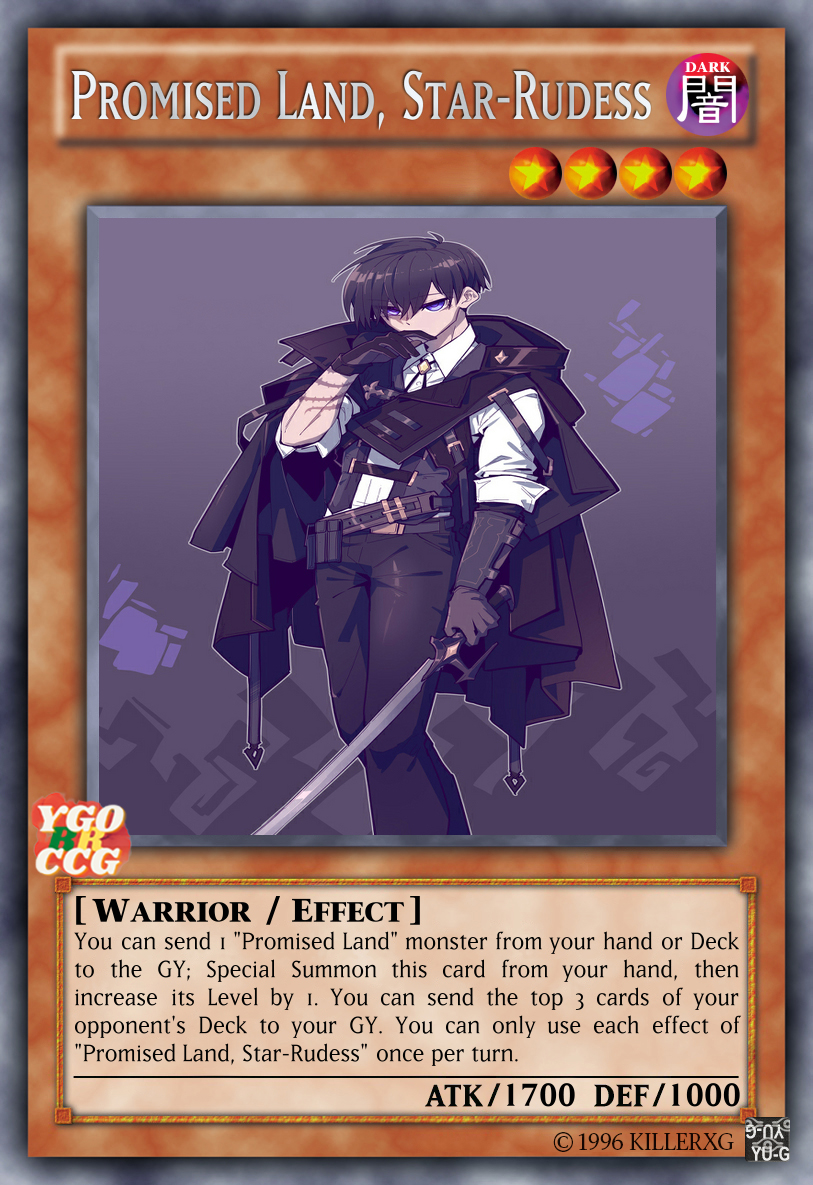 Promised Land, Star-Rudess
DARK
闇
YGO
RR
CCG
[ Warrior / Effect ]
You can send 1 "Promised Land" monster from your hand or Deck
to the GY; Special Summon this card from your hand, then
increase its Level by 1. You can send the top 3 cards of your
opponent's Deck to your GY. You can only use each effect of
"Promised Land, Star-Rudess" once per turn.
ATK/1700 DEF/1000
© 1996 KILLERXG
YU-G